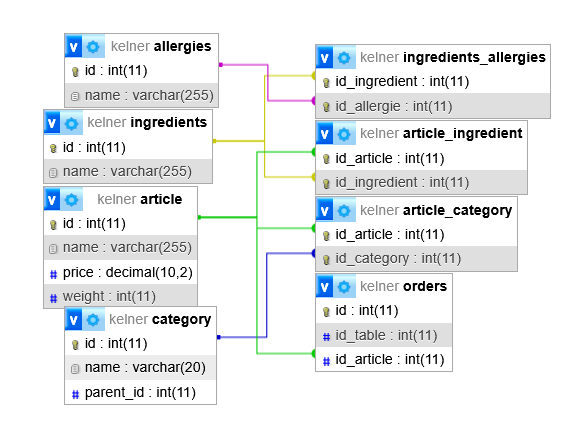 v kelner allergies
id : int(11)
name : varchar(255)
v kelner ingredients
id : int(11)
name : varchar(255)
v kelner article
id : int(11)
name : varchar(255)
# price : decimal(10,2)
# weight : int(11)
v kelner category
id : int(11)
name : varchar(20)
# parent_id : int(11)
v kelner ingredients_allergies
id_ingredient : int(11)
id_allergie : int(11)
v kelner article_ingredient
id_article : int(11)
id_ingredient : int(11)
v kelner article_category
id_article : int(11)
id_category : int(11)
v kelner orders
id : int(11)
# id_table : int(11)
# id_article : int(11)